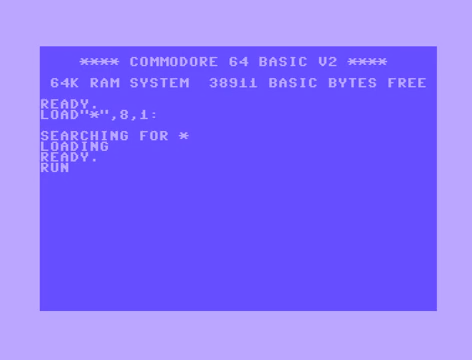 **** COMMODORE 64 BASIC V2 ****
64K RAM SYSTEM  38911 BASIC BYTES FREE
READY.
LOAD"*",8,1:
SEARCHING FOR *
LOADING
READY.
RUN